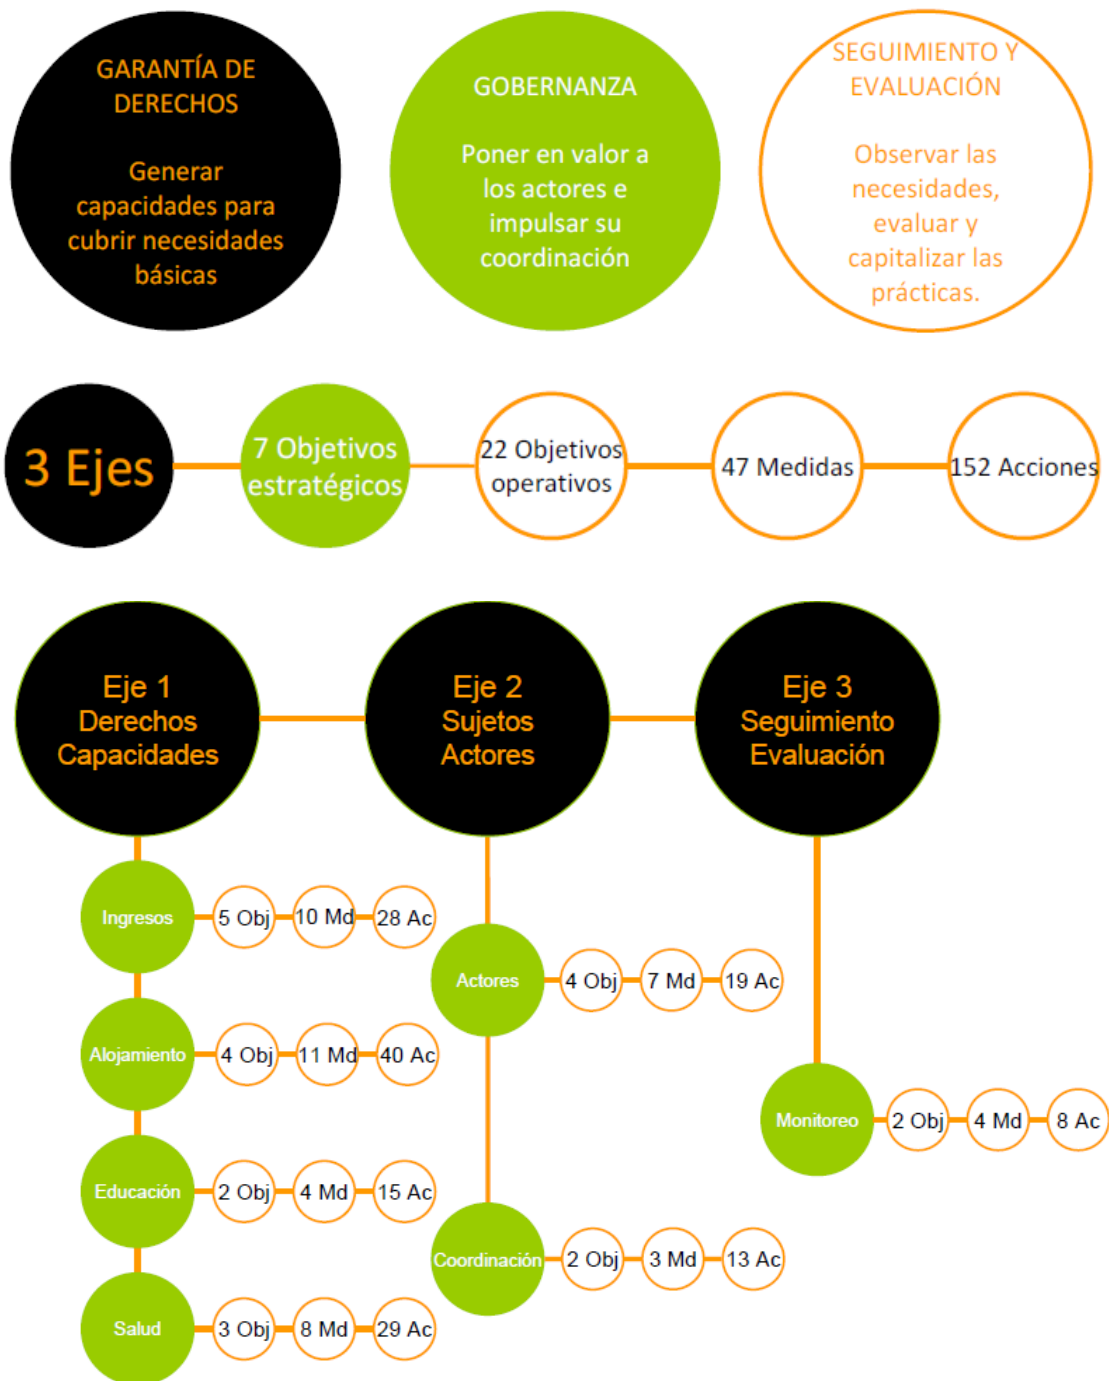 GARANTÍA DE
DERECHOS
Generar
capacidades para
cubrir necesidades
básicas
GOBERNANZA
Poner en valor a
los actores e
impulsar su
coordinación
SEGUIMIENTO Y
EVALUACIÓN
Observar las
necesidades,
evaluar y
capitalizar las
prácticas.
3 Ejes
7 Objetivos
estratégicos
22 Objetivos
operativos
47 Medidas
152 Acciones
Eje 1
Derechos
Capacidades
Eje 2
Sujetos
Actores
Eje 3
Seguimiento
Evaluación
Ingresos
5 Obj
10 Md
28 Ac
Alojamiento
4 Obj
11 Md
40 Ac
Educación
2 Obj
4 Md
15 Ac
Salud
3 Obj
8 Md
29 Ac
Actores
4 Obj
7 Md
19 Ac
Coordinación
2 Obj
3 Md
13 Ac
Monitoreo
2 Obj
4 Md
8 Ac